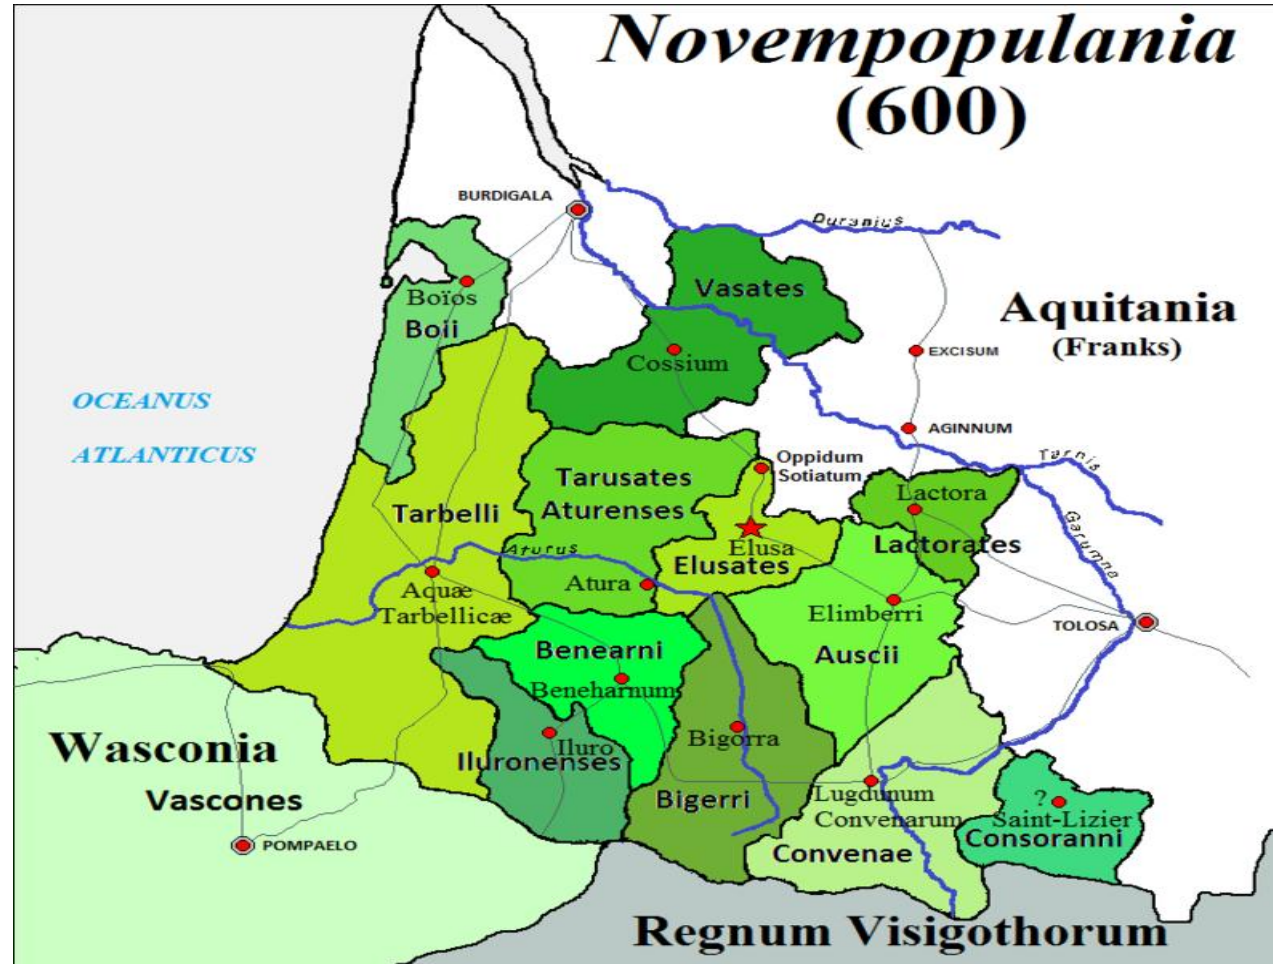 Novempopulania
(600)
BURDIGALA
Duranius
Vasates
Boïos
Boii
Aquitania
(Franks)
EXCISUM
Cossium
OCEANUS
ATLANTICUS
AGINNUM
Tarnis
Oppidum
Sotiatum
Tarusates
Aturenses
Lactora
Tarbelli
Garumna
Elusa
Lactorates
Aturus
Elusates
Aquæ
Tarbellicæ
Atura
Elimberri
TOLOSA
Benearni
Auscii
Beneharnum
Wasconia
Iluro
Iluronenses
Bigorra
Vascones
Bigerri
Lugdunum
Convenarum
?
Saint-Lizier
Consoranni
POMPAELO
Convenae
Regnum Visigothorum